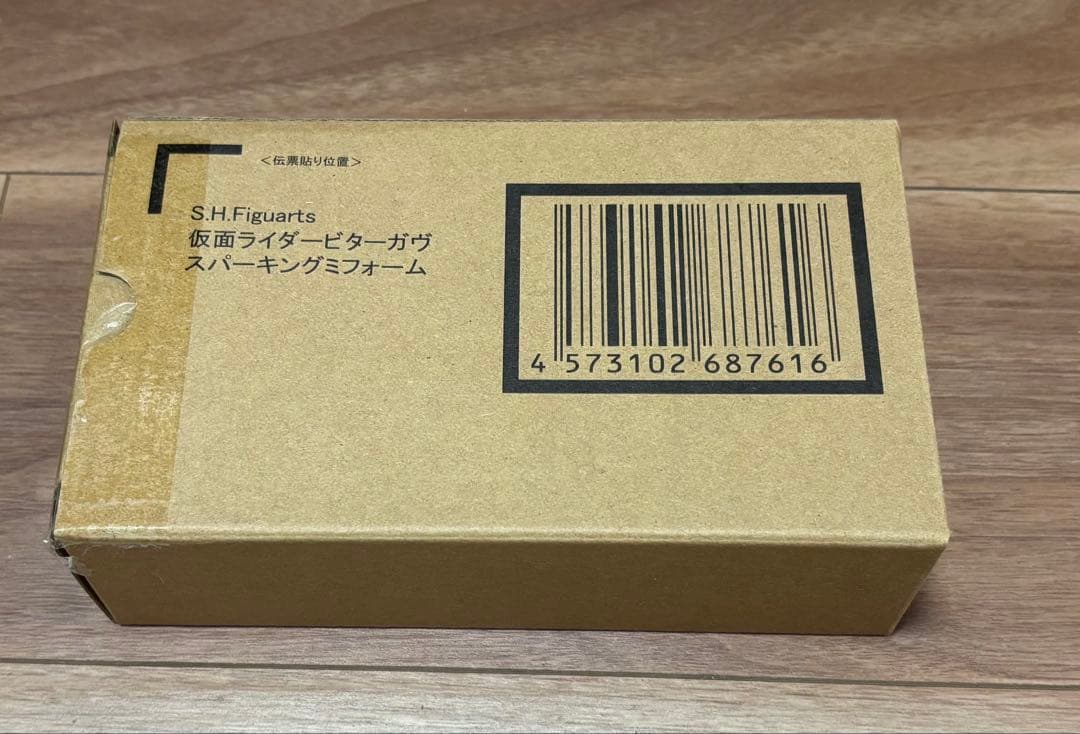 ＜伝票貼り位置＞
S.H.Figuarts
仮面ライダービターガヴ
スパーキングミフォーム
4 573102 687616